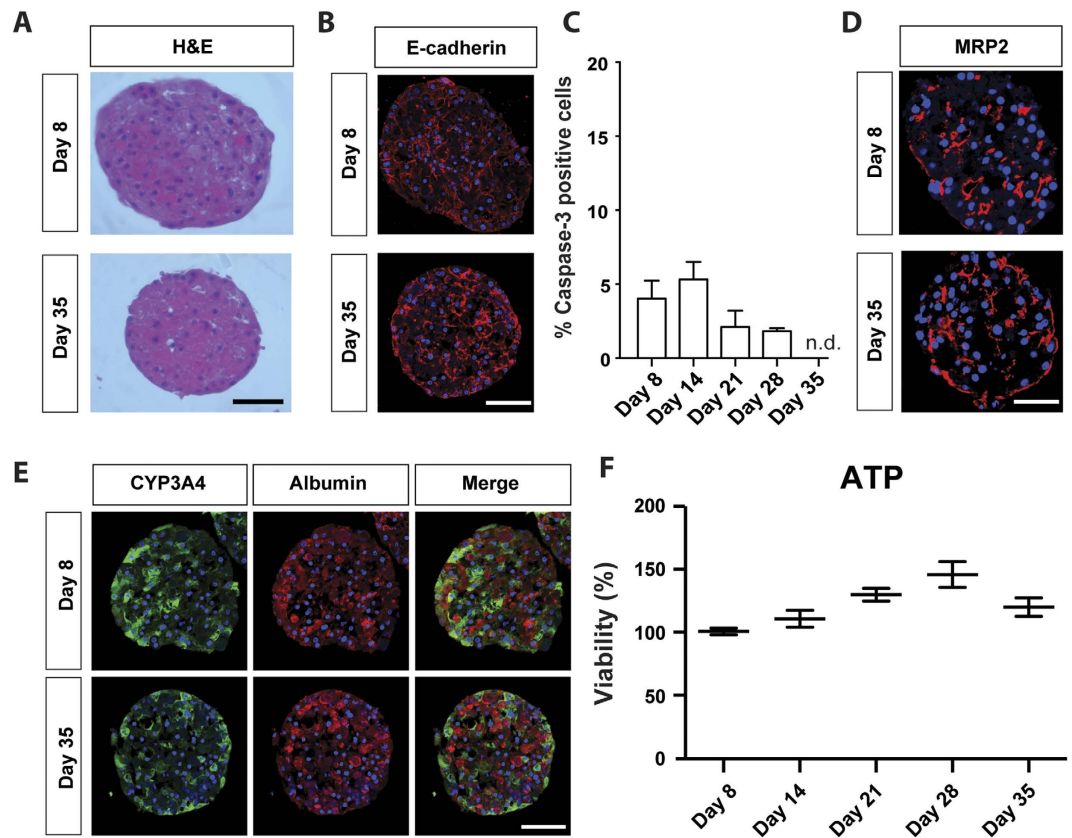 A
H&E
Day 8
Day 35
B
E-cadherin
Day 8
Day 35
C
% Caspase-3 positive cells
20
15
10
5
0
n.d.
Day 8
Day 14
Day 21
Day 28
Day 35
D
MRP2
Day 8
Day 35
E
CYP3A4
Albumin
Merge
Day 8
Day 35
F
ATP
Viability (%)
200
150
100
50
0
Day 8
Day 14
Day 21
Day 28
Day 35